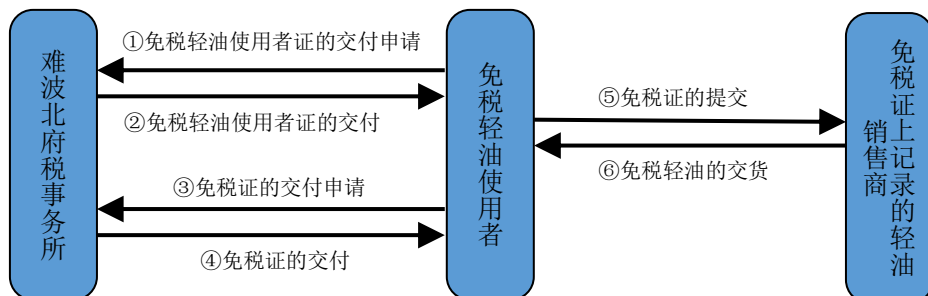 难波北府税事务所
①免税轻油使用者证的交付申请
②免税轻油使用者证的交付
③免税证的交付申请
④免税证的交付
免税轻油使用者
⑤免税证的提交
⑥免税轻油的交货
免税证上记录的轻油
销售商